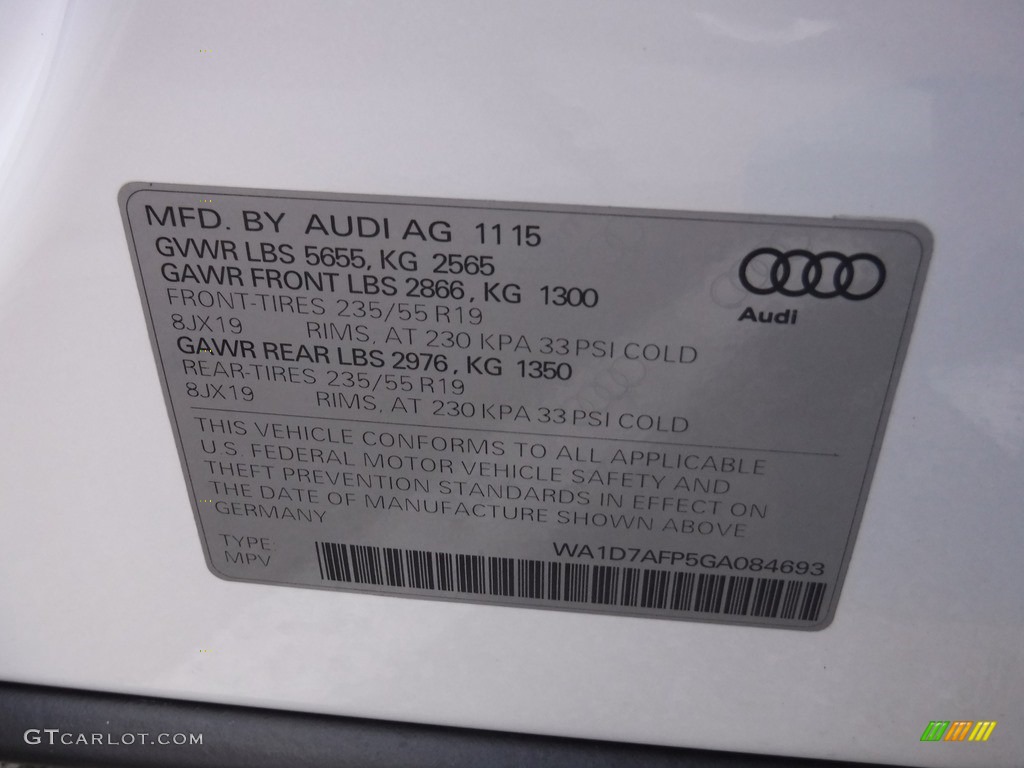 MFD. BY AUDI AG 11 15
GVWR LBS 5655, KG 2565
GAWR FRONT LBS 2866, KG 1300
FRONT-TIRES 235/55 R19
8JX19 RIMS, AT 230 KPA 33 PSI COLD
GAWR REAR LBS 2976, KG 1350
REAR-TIRES 235/55 R19
8JX19 RIMS, AT 230 KPA 33 PSI COLD
Audi
THIS VEHICLE CONFORMS TO ALL APPLICABLE
U.S. FEDERAL MOTOR VEHICLE SAFETY AND
THEFT PREVENTION STANDARDS IN EFFECT ON
THE DATE OF MANUFACTURE SHOWN ABOVE
GERMANY
TYPE: WA1D7AFP5GA084693
MPV
GTCARLOT.COM